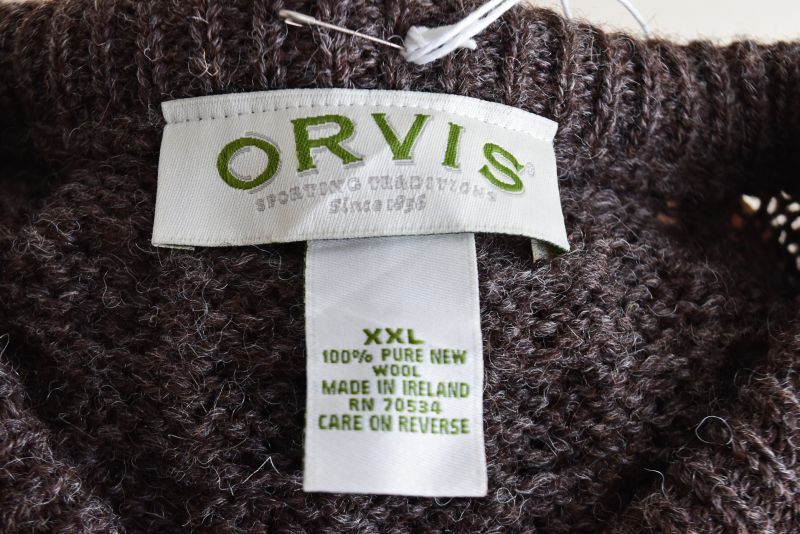 ORVIS®
SPORTING TRADITIONS
Since 1856
XXL
100% PURE NEW
WOOL
MADE IN IRELAND
RN 70534
CARE ON REVERSE